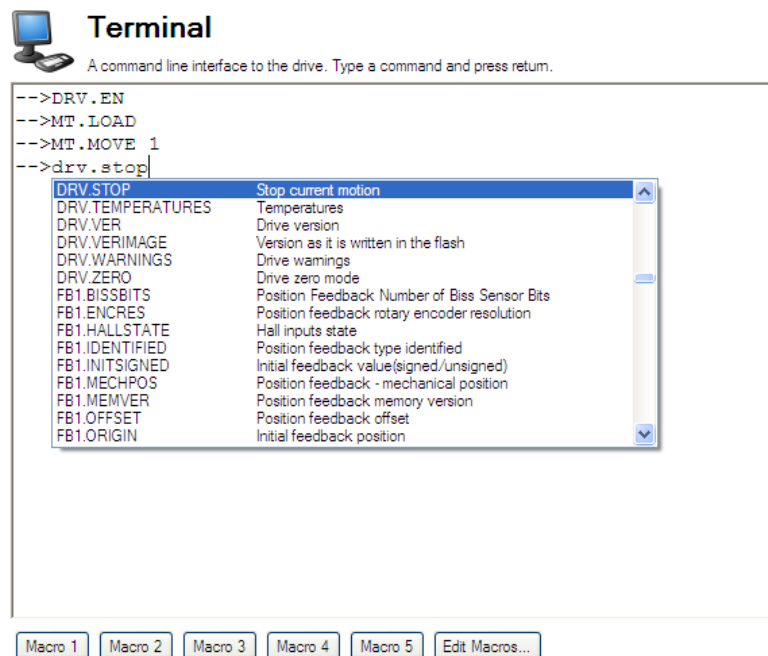 Terminal
A command line interface to the drive. Type a command and press return.
-->DRV.EN
-->MT.LOAD
-->MT.MOVE 1
-->drv.stop
DRV.STOP Stop current motion
DRV.TEMPERATURES Temperatures
DRV.VER Drive version
DRV.VERIMAGE Version as it is written in the flash
DRV.WARNINGS Drive warnings
DRV.ZERO Drive zero mode
FB1.BISSBITS Position Feedback Number of Biss Sensor Bits
FB1.ENCRES Position feedback rotary encoder resolution
FB1.HALLSTATE Hall inputs state
FB1.IDENTIFIED Position feedback type identified
FB1.INITSIGNED Initial feedback value(signed/unsigned)
FB1.MECHPOS Position feedback - mechanical position
FB1.MEMVER Position feedback memory version
FB1.OFFSET Position feedback offset
FB1.ORIGIN Initial feedback position
Macro 1 Macro 2 Macro 3 Macro 4 Macro 5 Edit Macros...